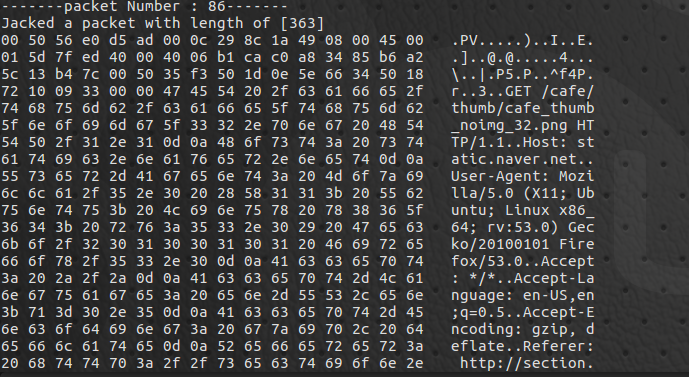 -------packet Number : 86-------
Jacked a packet with length of [363]
00 50 56 e0 d5 ad 00 0c 29 8c 1a 49 08 00 45 00 .PV.....)..I..E.
01 5d 7f ed 40 00 40 06 b1 ca c0 a8 34 85 b6 a2 .]..@.@.....4...
5c 13 b4 7c 00 50 35 f3 50 1d 0e 5e 66 34 50 18 \..|.P5.P..^f4P.
72 10 09 33 00 00 47 45 54 20 2f 63 61 66 65 2f r..3..GET /cafe/
74 68 75 6d 62 2f 63 61 66 65 5f 74 68 75 6d 62 thumb/cafe_thumb
5f 6e 6f 69 6d 67 5f 33 32 2e 70 6e 67 20 48 54 _noimg_32.png HT
54 50 2f 31 2e 31 0d 0a 48 6f 73 74 3a 20 73 74 TP/1.1..Host: st
61 74 69 63 2e 6e 61 76 65 72 2e 6e 65 74 0d 0a atic.naver.net..
55 73 65 72 2d 41 67 65 6e 74 3a 20 4d 6f 7a 69 User-Agent: Mozi
6c 6c 61 2f 35 2e 30 20 28 58 31 31 3b 20 55 62 lla/5.0 (X11; Ub
75 6e 74 75 3b 20 4c 69 6e 75 78 20 78 38 36 5f untu; Linux x86_
36 34 3b 20 72 76 3a 35 33 2e 30 29 20 47 65 63 64; rv:53.0) Gec
6b 6f 2f 32 30 31 30 30 31 30 31 20 46 69 72 65 ko/20100101 Fire
66 6f 78 2f 35 33 2e 30 0d 0a 41 63 63 65 70 74 fox/53.0..Accept
3a 20 2a 2f 2a 0d 0a 41 63 63 65 70 74 2d 4c 61 : */*..Accept-La
6e 67 75 61 67 65 3a 20 65 6e 2d 55 53 2c 65 6e nguage: en-US,en
3b 71 3d 30 2e 35 0d 0a 41 63 63 65 70 74 2d 45 ;q=0.5..Accept-E
6e 63 6f 64 69 6e 67 3a 20 67 7a 69 70 2c 20 64 ncoding: gzip, d
65 66 6c 61 74 65 0d 0a 52 65 66 65 72 65 72 3a eflate..Referer:
20 68 74 74 70 3a 2f 2f 73 65 63 74 69 6f 6e 2e http://section.